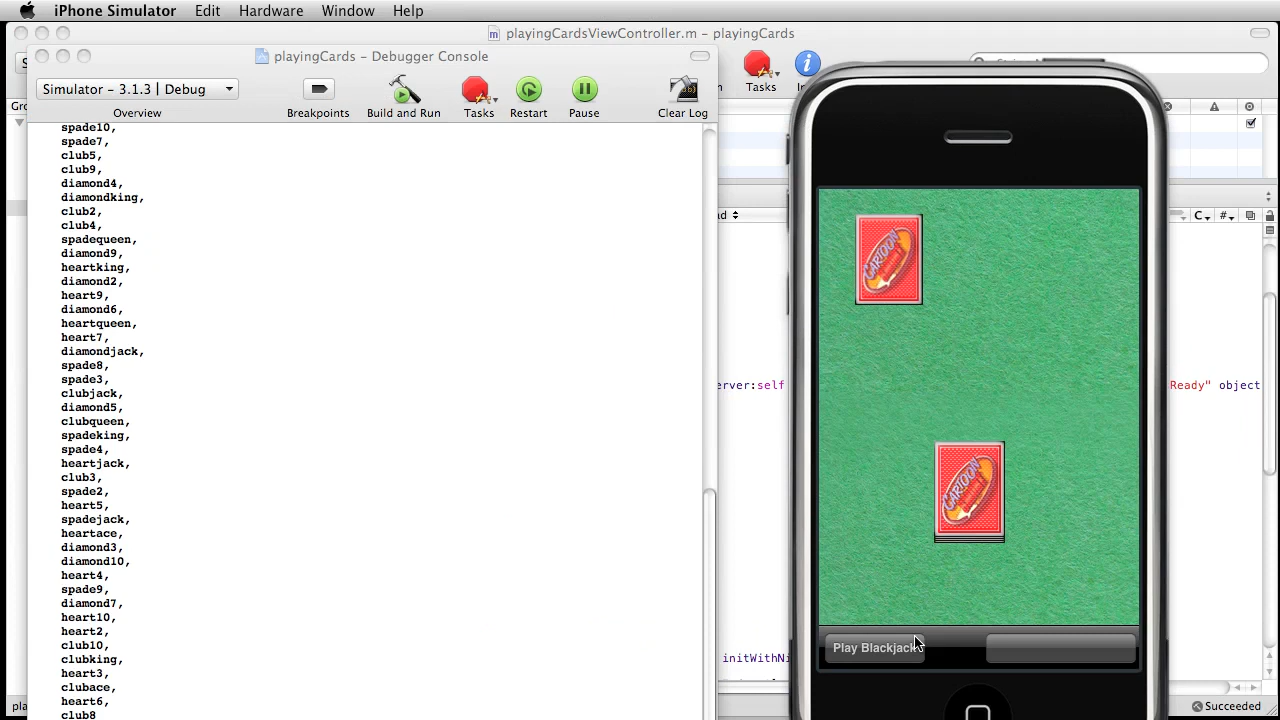 iPhone Simulator Edit Hardware Window Help
playingCardsViewController.m – playingCards
playingCards – Debugger Console
Simulator – 3.1.3 | Debug
Tasks
Overview
Breakpoints
Build and Run
Tasks
Restart
Pause
Clear Log
spade10,
spade7,
club5,
club9,
diamond4,
diamondking,
club2,
club4,
spadequeen,
diamond9,
heartking,
diamond2,
heart9,
diamond6,
heartqueen,
heart7,
diamondjack,
spade8,
spade3,
clubjack,
diamond5,
clubqueen,
spadeking,
spade4,
heartjack,
club3,
spade2,
heart5,
spadejack,
heartace,
diamond3,
diamond10,
heart4,
spade9,
diamond7,
heart10,
heart2,
club10,
clubking,
heart3,
clubace,
heart6,
club8
C, #,
erver:self
Ready" object
initWithNi
CARTOON
CARTOON
Play Blackjack
Succeeded